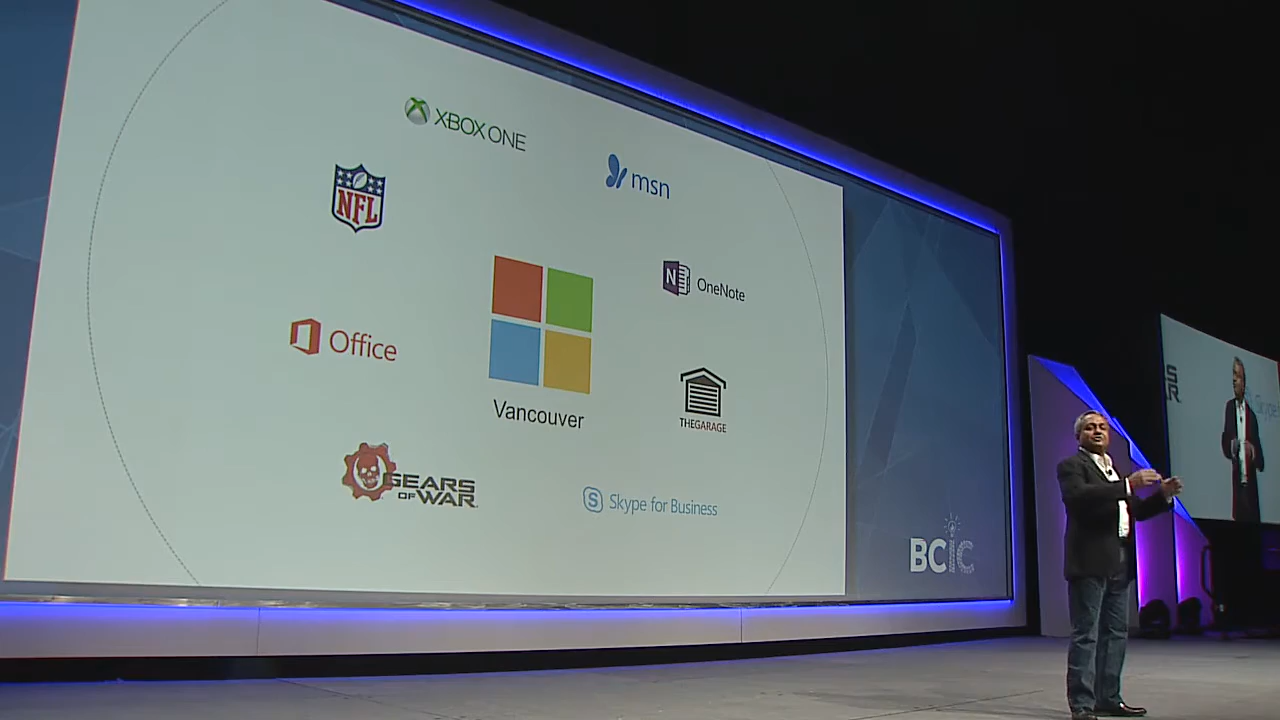 XBOX ONE
msn
NFL
N OneNote
Office
Vancouver
THEGARAGE
GEARS
OF WAR
S Skype for Business
BCIC